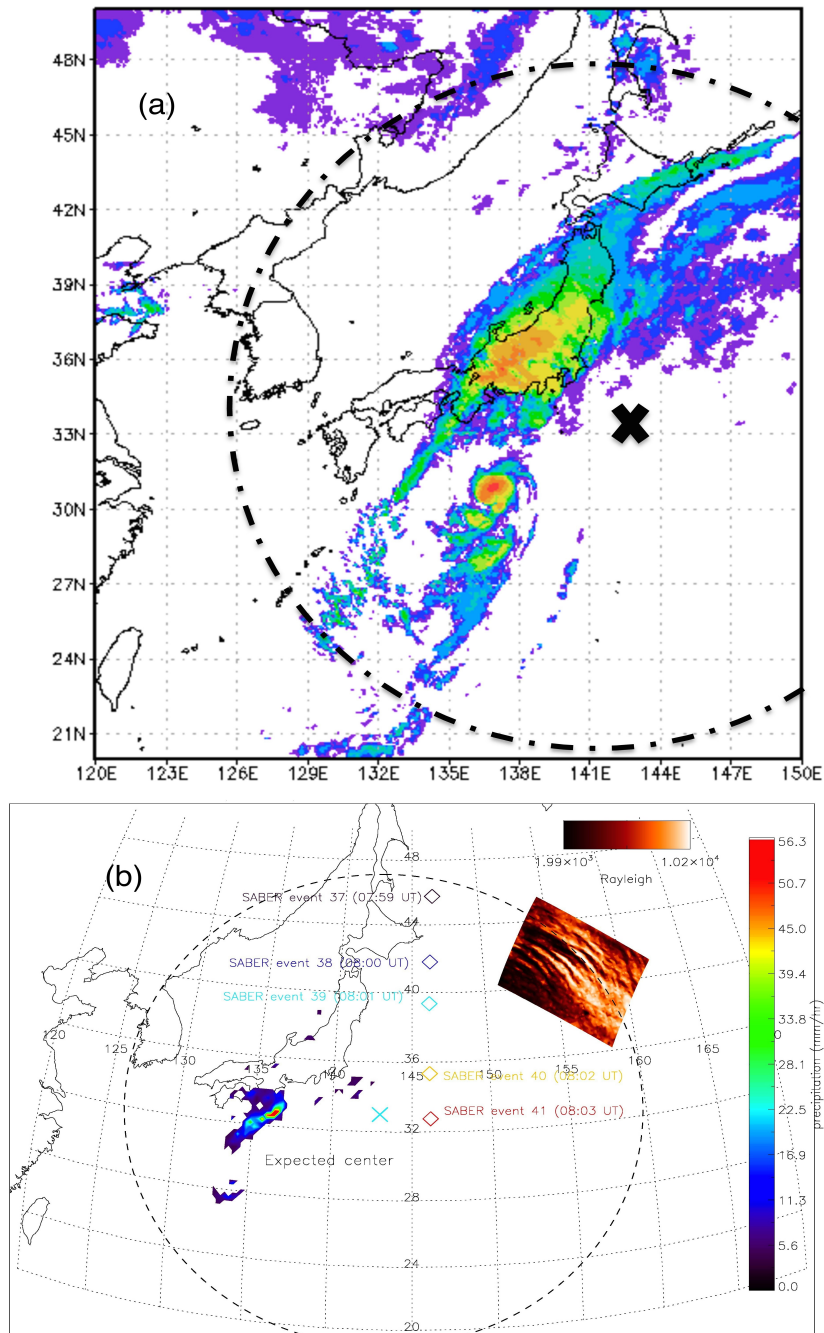 (a)
48N
45N
42N
39N
36N
33N
30N
27N
24N
21N
120E 123E 126E 129E 132E 135E 138E 141E 144E 147E 150E
(b)
1.99×10³ 1.02×10⁴
Rayleigh
SABER event 37 (07:59 UT)
SABER event 38 (08:00 UT)
SABER event 39 (08:01 UT)
SABER event 40 (08:02 UT)
SABER event 41 (08:03 UT)
Expected center
48
44
40
36
32
28
24
20
120 125 130 135 140 145 150 155 160 165
56.3
50.7
45.0
39.4
33.8
28.1
22.5
16.9
11.3
5.6
0.0
precipitation (mm/hr)